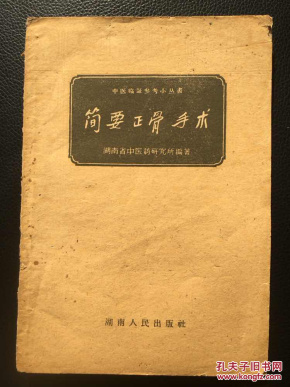 中医临证参考小丛书
简要正骨手术
湖南省中医药研究所编著
湖南人民出版社
孔夫子旧书网